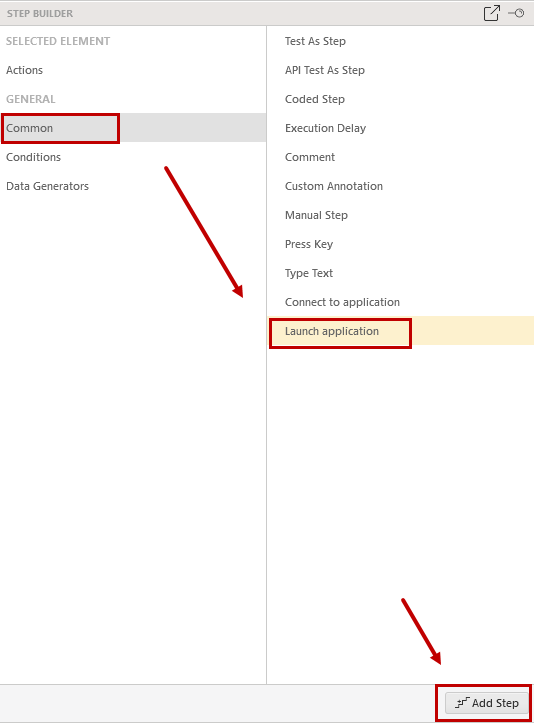 STEP BUILDER
SELECTED ELEMENT
Actions
GENERAL
Common
Conditions
Data Generators
Test As Step
API Test As Step
Coded Step
Execution Delay
Comment
Custom Annotation
Manual Step
Press Key
Type Text
Connect to application
Launch application
Add Step